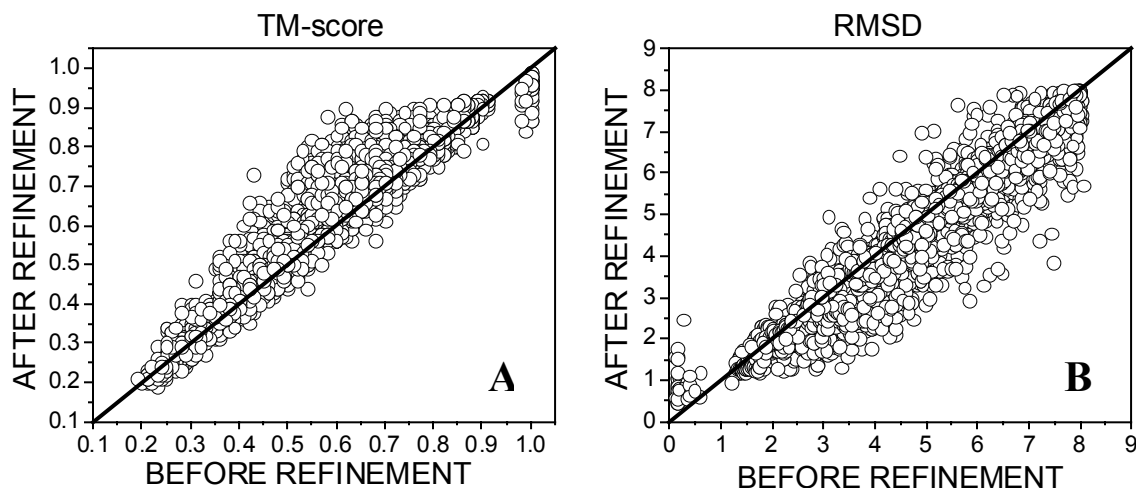 TM-score
AFTER REFINEMENT
1.0
0.9
0.8
0.7
0.6
0.5
0.4
0.3
0.2
0.1
A
0.1 0.2 0.3 0.4 0.5 0.6 0.7 0.8 0.9 1.0
BEFORE REFINEMENT
RMSD
AFTER REFINEMENT
9
8
7
6
5
4
3
2
1
0
B
0 1 2 3 4 5 6 7 8 9
BEFORE REFINEMENT